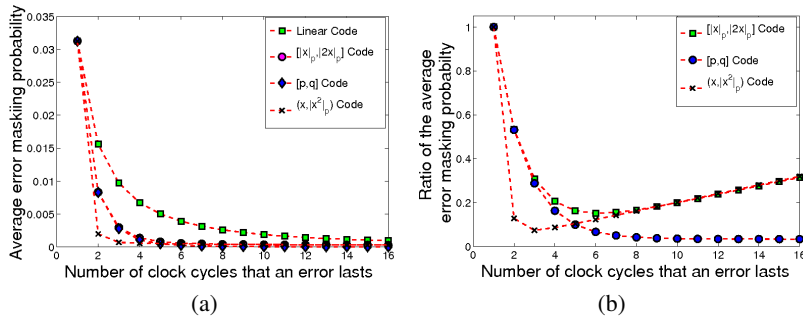 0.035
0.03
0.025
0.02
0.015
0.01
0.005
0
Average error maskiing probability
0 2 4 6 8 10 12 14 16
Number of clock cycles that an error lasts
Linear Code
[|x|p,|2x|p] Code
[p,q] Code
(x,|x²|p) Code
(a)
1
0.8
0.6
0.4
0.2
0
Ratio of the average
error masking probabilty
0 2 4 6 8 10 12 14 16
Number of clock cycles that an error lasts
[|x|p,|2x|p] Code
[p,q] Code
(x,|x²|p) Code
(b)